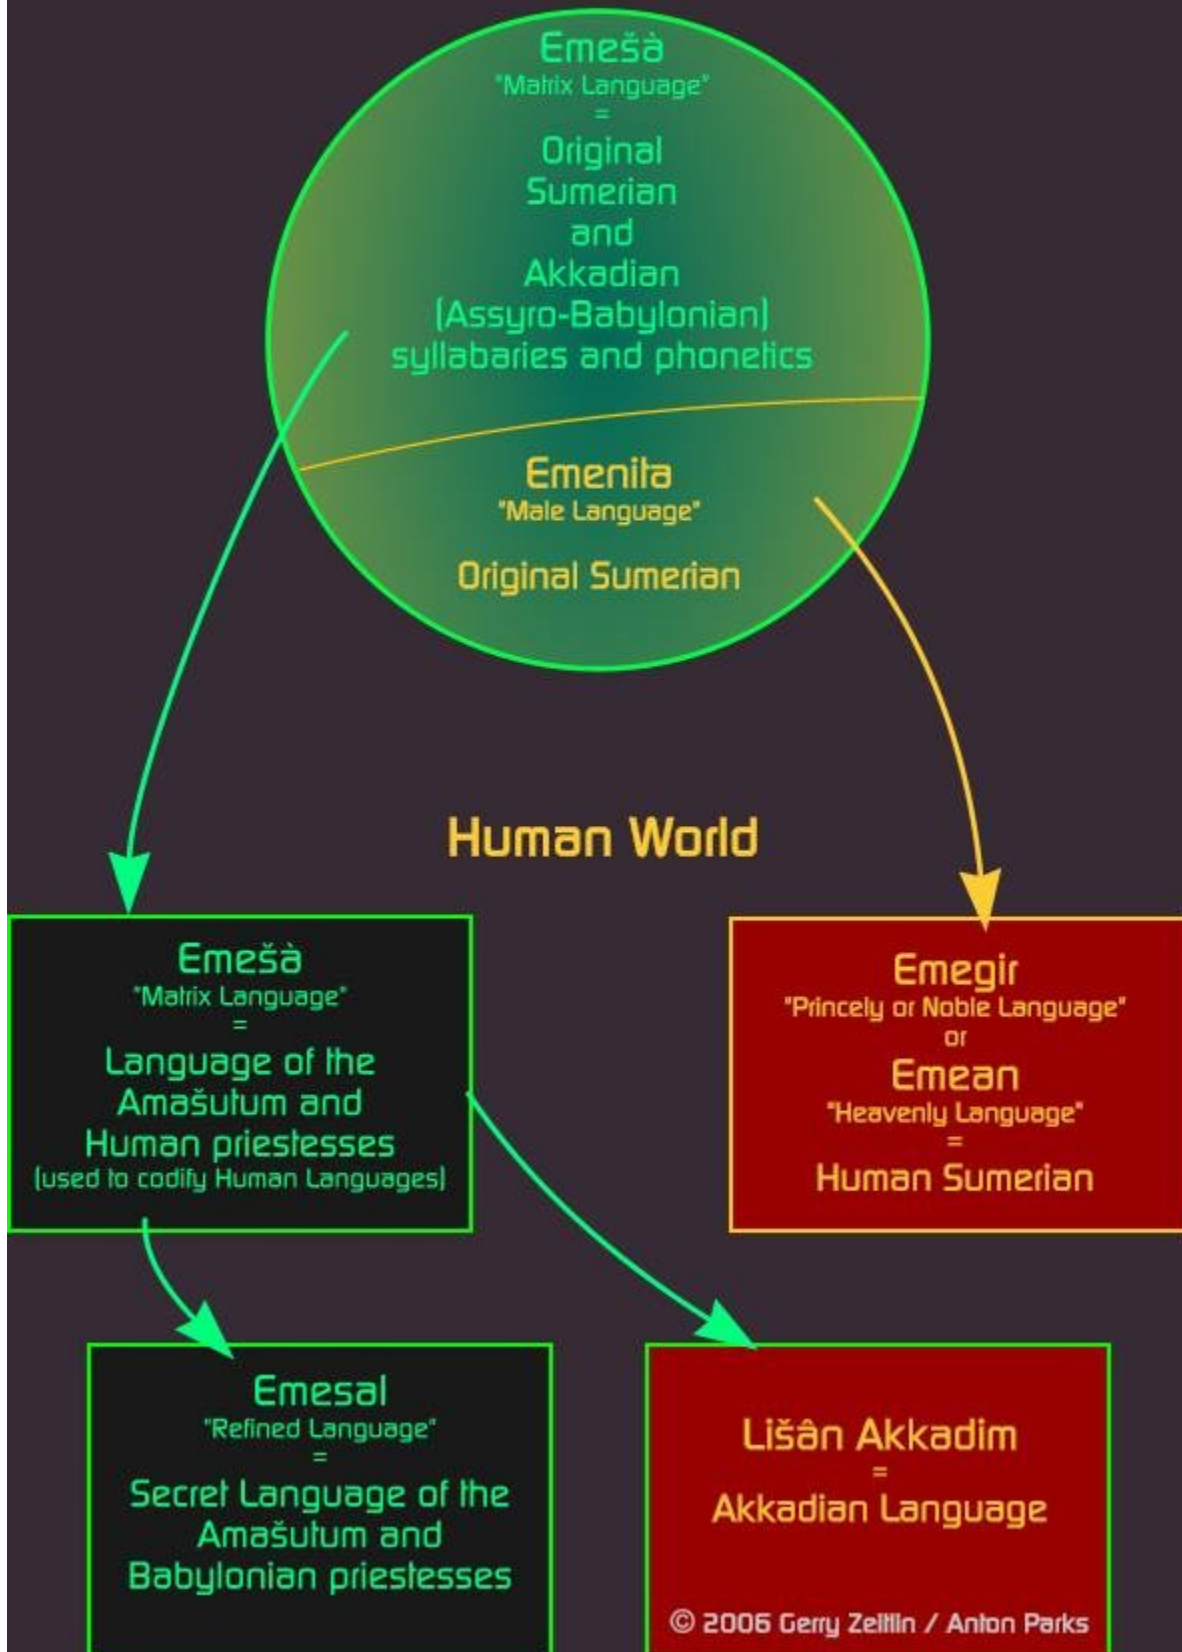 Emešà
"Matrix Language"
=
Original
Sumerian
and
Akkadian
(Assyro-Babylonian)
syllabaries and phonetics
Emenita
"Male Language"
Original Sumerian
Human World
Emešà
"Matrix Language"
=
Language of the
Amašutum and
Human priestesses
(used to codify Human Languages)
Emegir
"Princely or Noble Language"
or
Emean
"Heavenly Language"
=
Human Sumerian
Emesal
"Refined Language"
=
Secret Language of the
Amašutum and
Babylonian priestesses
Lišân Akkadim
=
Akkadian Language
© 2006 Gerry Zeitlin / Anton Parks